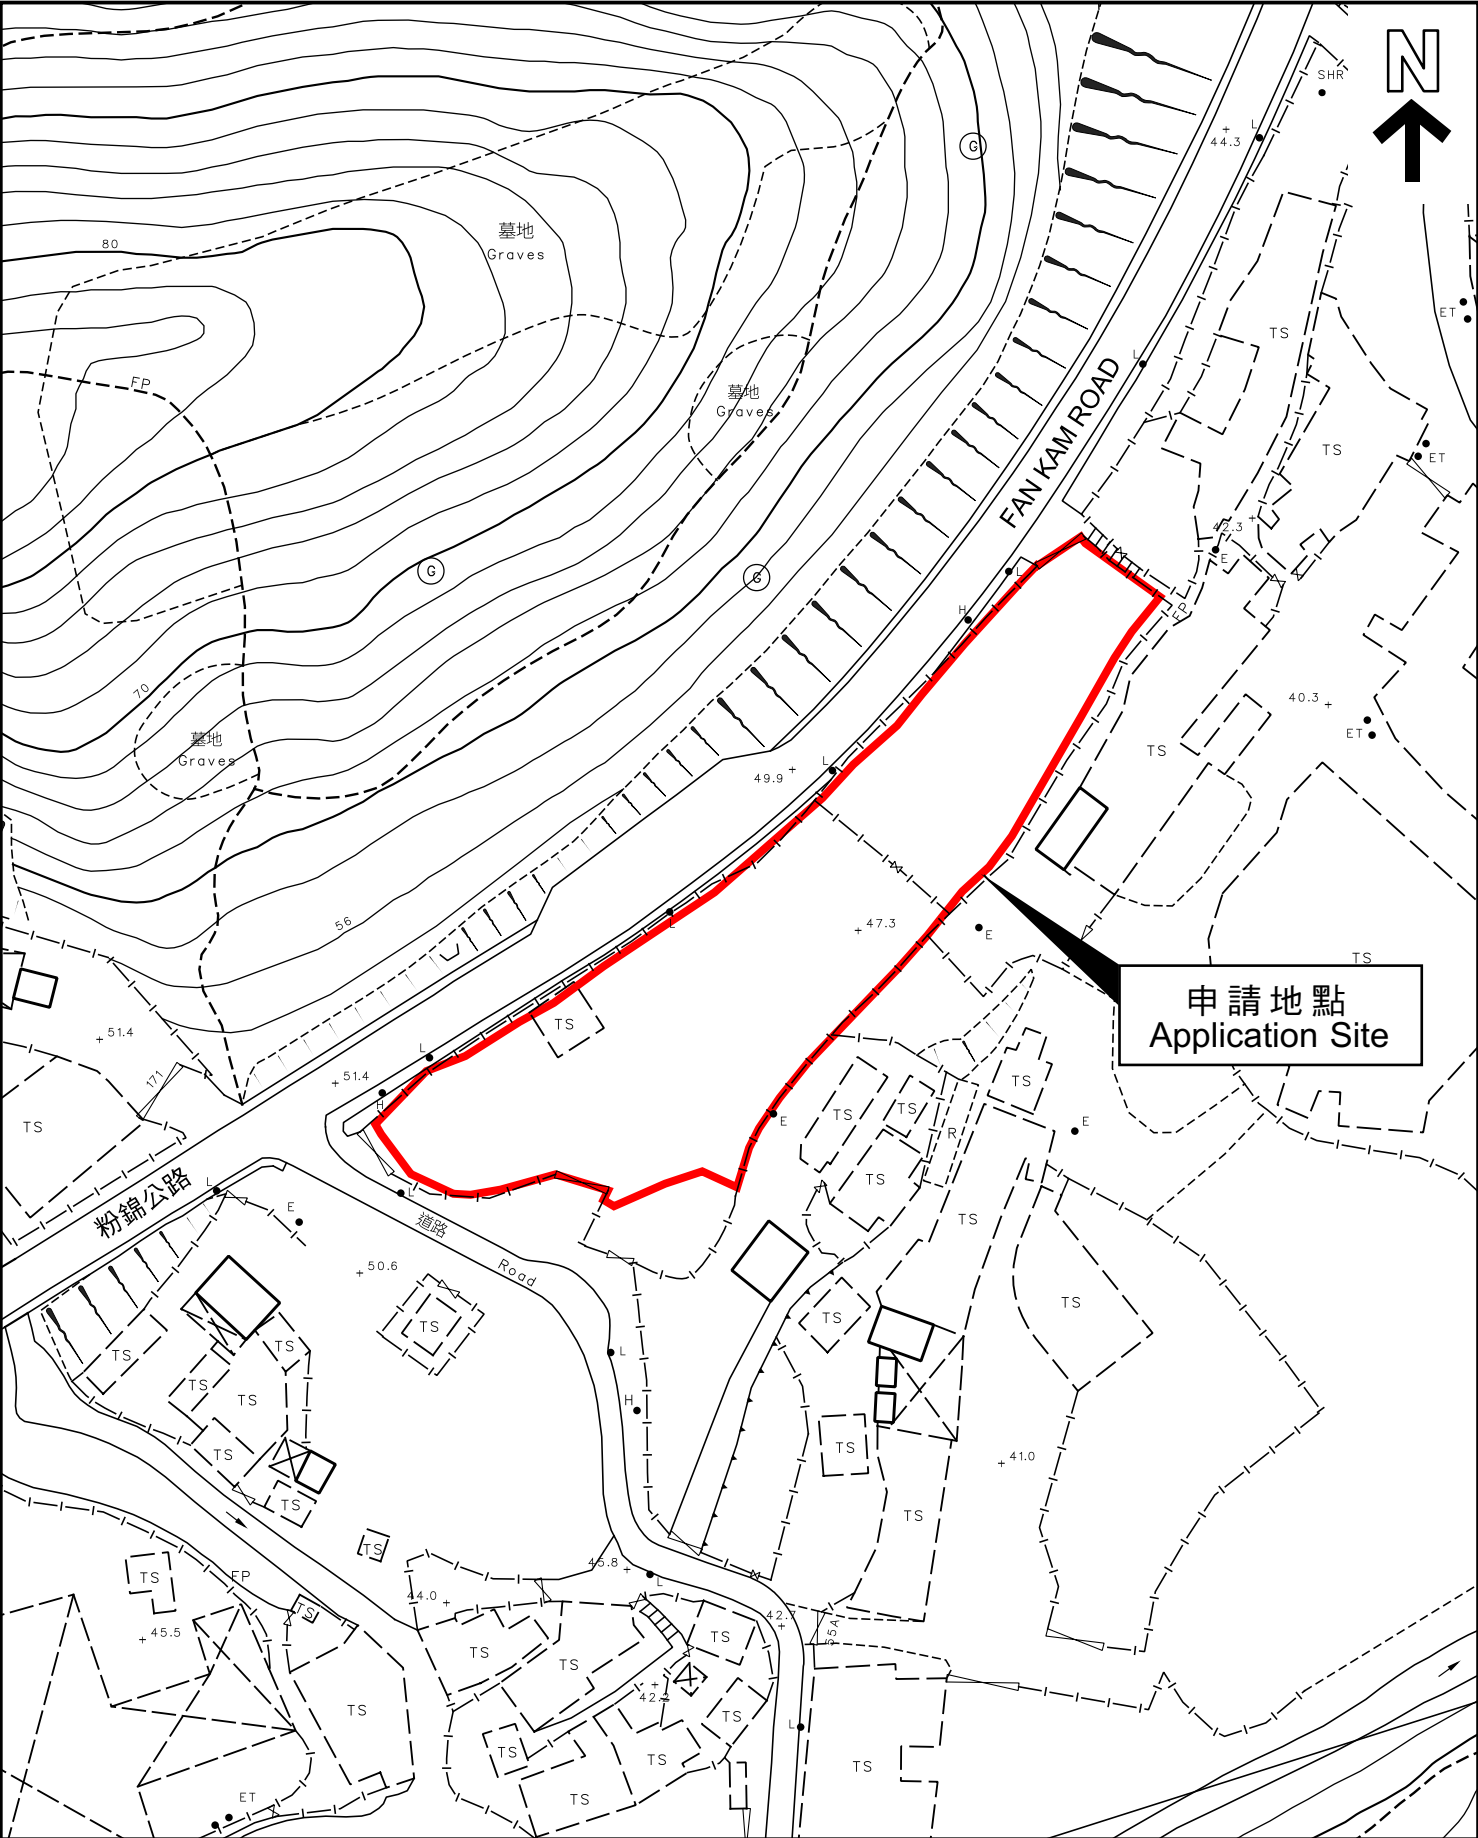 N
SHR
L
44.3
墓地
Graves
80
G
ET
TS
L
FP
墓地
Graves
FAN KAM ROAD
TS
ET
42.3
E
G
G
L
H
FP
70
40.3
ET
墓地
Graves
TS
49.9
L
56
47.3
L
E
TS
申請地點
Application Site
TS
51.4
171
51.4
L
H
TS
TS
TS
TS
R
E
E
TS
TS
粉錦公路
L
E
L
道路
Road
TS
50.6
TS
TS
TS
TS
TS
L
TS
TS
H
TS
TS
41.0
TS
TS
TS
45.8
L
FP
TS
44.0
TS
42.7
35A
45.5
TS
TS
TS
42.2
TS
TS
L
TS
TS
TS
TS
ET